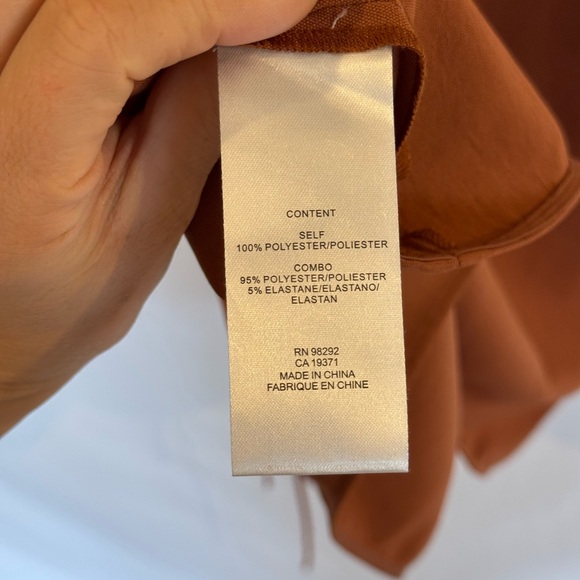 CONTENT
SELF
100% POLYESTER/POLIESTER
COMBO
95% POLYESTER/POLIESTER
5% ELASTANE/ELASTANO/
ELASTAN
RN 98292
CA 19371
MADE IN CHINA
FABRIQUE EN CHINE